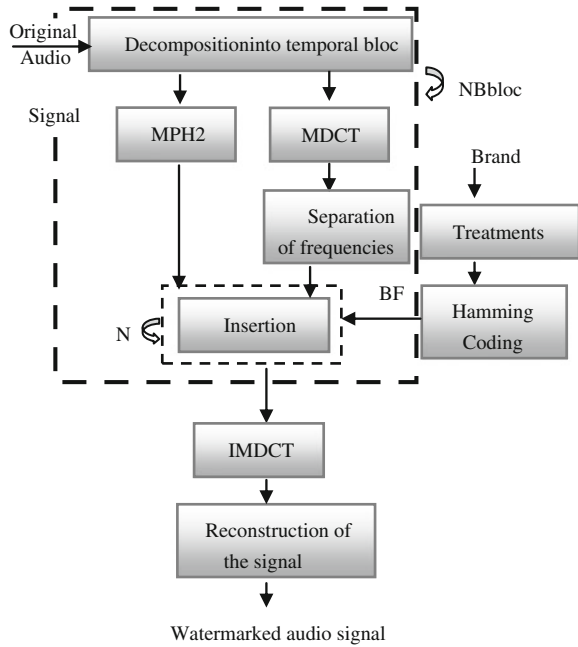 Original
Audio
Decompositioninto temporal bloc
NBbloc
Signal
MPH2
MDCT
Brand
Separation
of frequencies
Treatments
BF
N
Insertion
Hamming
Coding
IMDCT
Reconstruction of
the signal
Watermarked audio signal